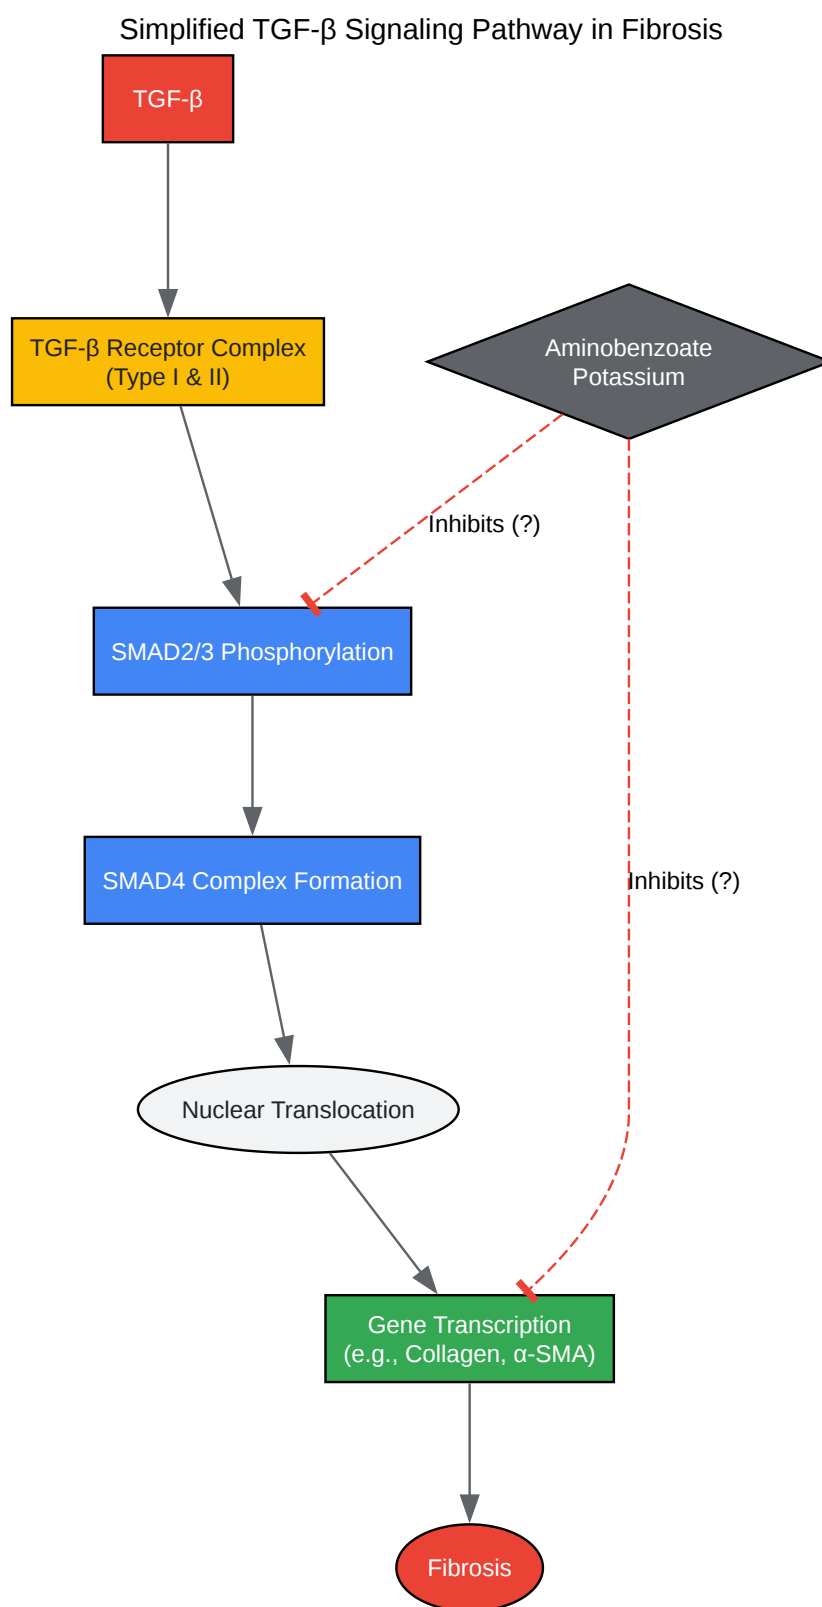 Simplified TGF-β Signaling Pathway in Fibrosis
TGF-β
TGF-β Receptor Complex
(Type I & II)
Aminobenzoate
Potassium
Inhibits (?)
SMAD2/3 Phosphorylation
SMAD4 Complex Formation
Inhibits (?)
Nuclear Translocation
Gene Transcription
(e.g., Collagen, α-SMA)
Fibrosis